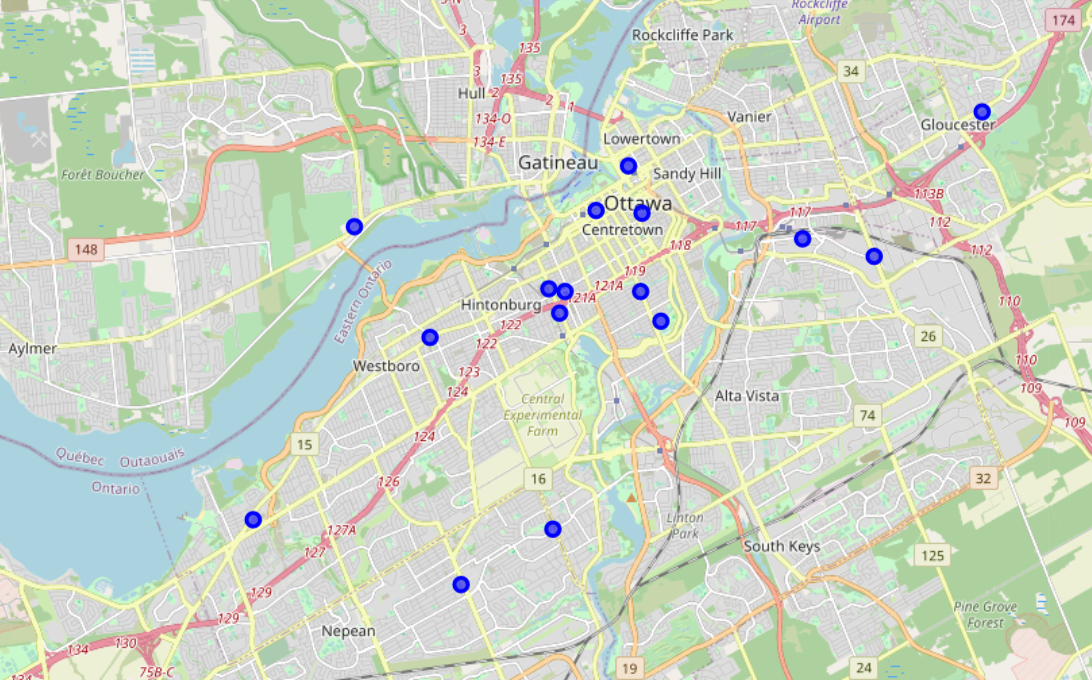 Rockcliffe
Airport
174
3
135
Rockcliffe Park
34
3
135
Hull
2
2
1
134-O
Vanier
Gloucester
134-E
Lowertown
Gatineau
Forêt Boucher
Sandy Hill
113B
Ottawa
117
117
112
Centretown
148
118
112
Eastern Ontario
119
121A
121A
110
Hintonburg
122
26
122
Aylmer
110
Westboro
123
109
124
Alta Vista
Central
Experimental
Farm
74
109
124
15
Québec
Outaouais
16
126
32
Ontario
Linton
Park
127A
South Keys
125
127
129
Pine Grove
Forest
129
Nepean
130
134
19
24
134
75B-C